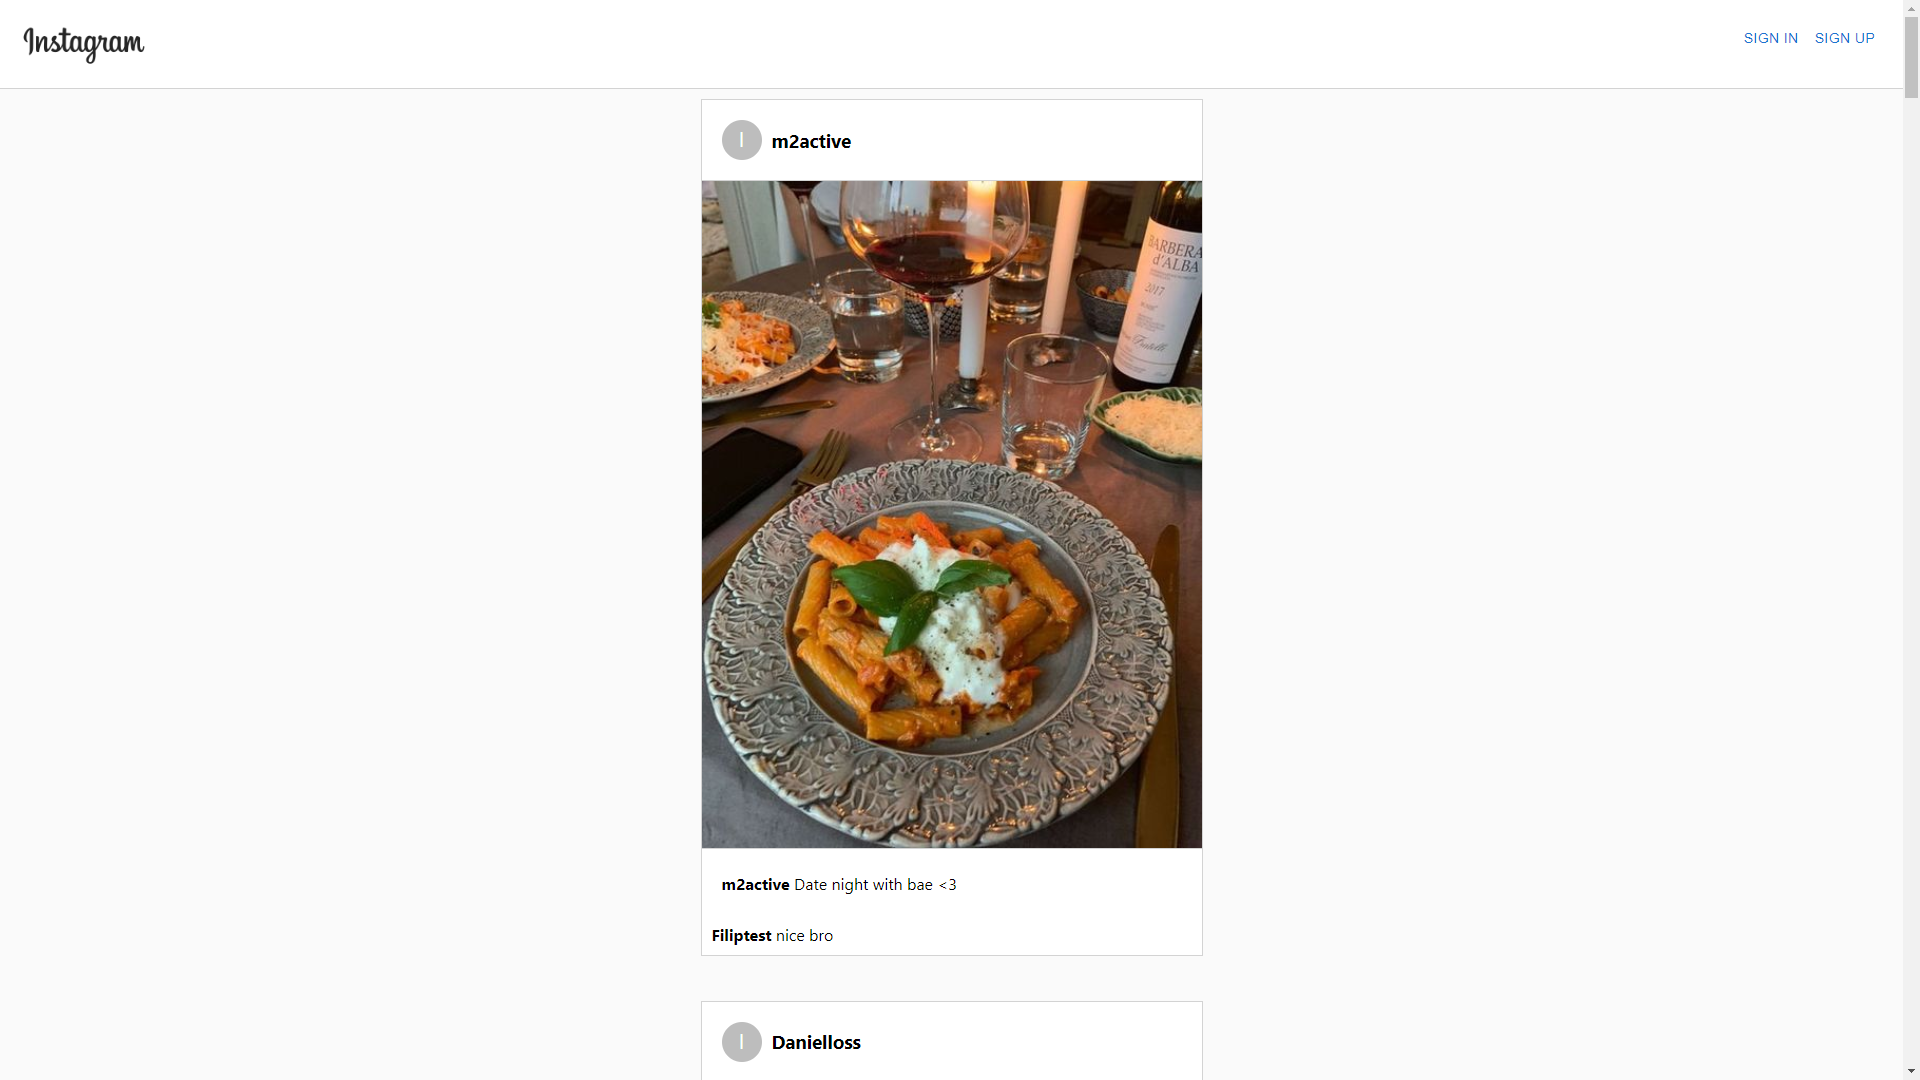 Instagram
SIGN IN SIGN UP
I
m2active
BARBERA
d'ALBA
2017
Fratelli
m2active Date night with bae <3
Filiptest nice bro
I
Danielloss